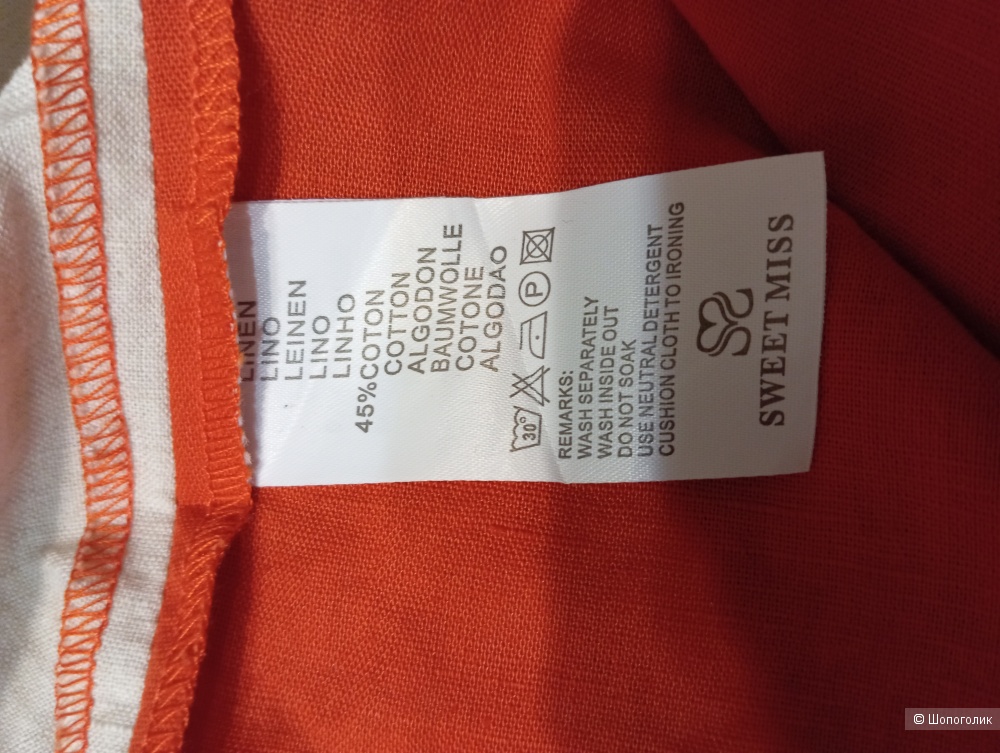 LINEN
LINO
LEINEN
LINO
LINHO
45%COTON
COTTON
ALGODON
BAUMWOLLE
COTONE
ALGODAO
30° P
REMARKS:
WASH SEPARATELY
WASH INSIDE OUT
DO NOT SOAK
USE NEUTRAL DETERGENT
CUSHION CLOTH TO IRONING
SWEET MISS
© Шопоголик